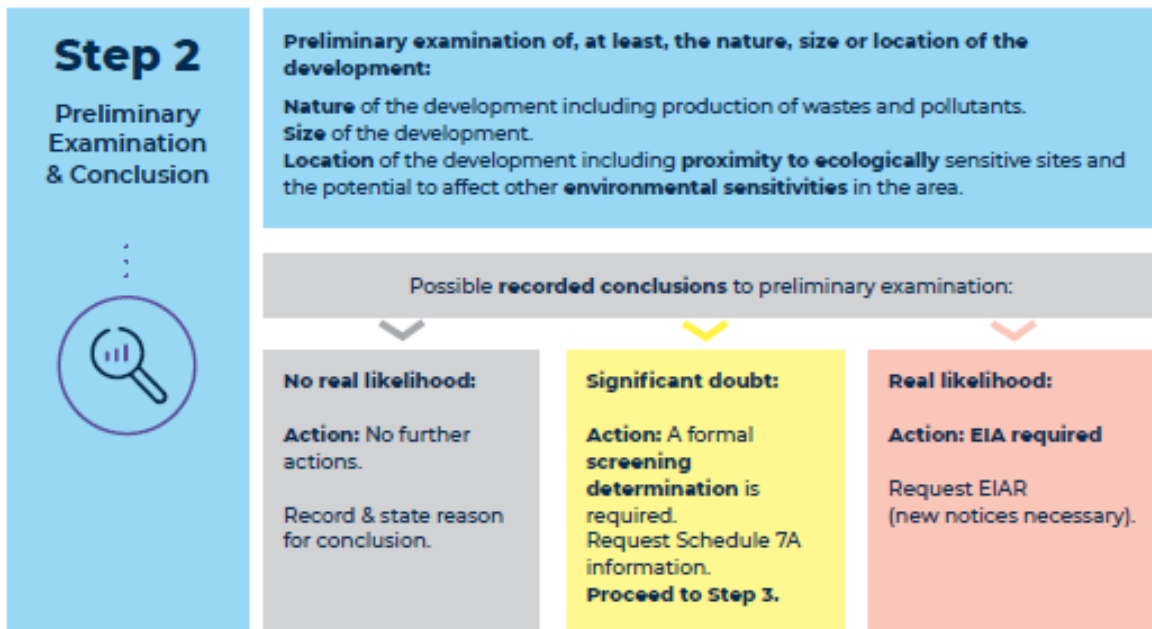 Step 2
Preliminary
Examination
& Conclusion
Preliminary examination of, at least, the nature, size or location of the
development:
Nature of the development including production of wastes and pollutants.
Size of the development.
Location of the development including proximity to ecologically sensitive sites and
the potential to affect other environmental sensitivities in the area.
Possible recorded conclusions to preliminary examination:
No real likelihood:
Action: No further
actions.
Record & state reason
for conclusion.
Significant doubt:
Action: A formal
screening
determination is
required.
Request Schedule 7A
information.
Proceed to Step 3.
Real likelihood:
Action: EIA required
Request EIAR
(new notices necessary).